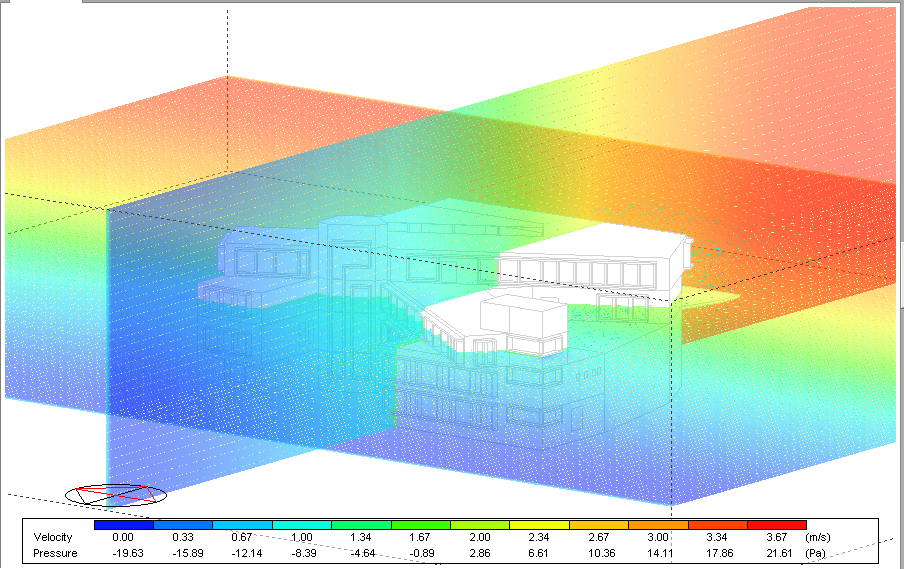 Velocity 0.00 0.33 0.67 1.00 1.34 1.67 2.00 2.34 2.67 3.00 3.34 3.67 (m/s)
Pressure -19.63 -15.89 -12.14 -8.39 -4.64 -0.89 2.86 6.61 10.36 14.11 17.86 21.61 (Pa)